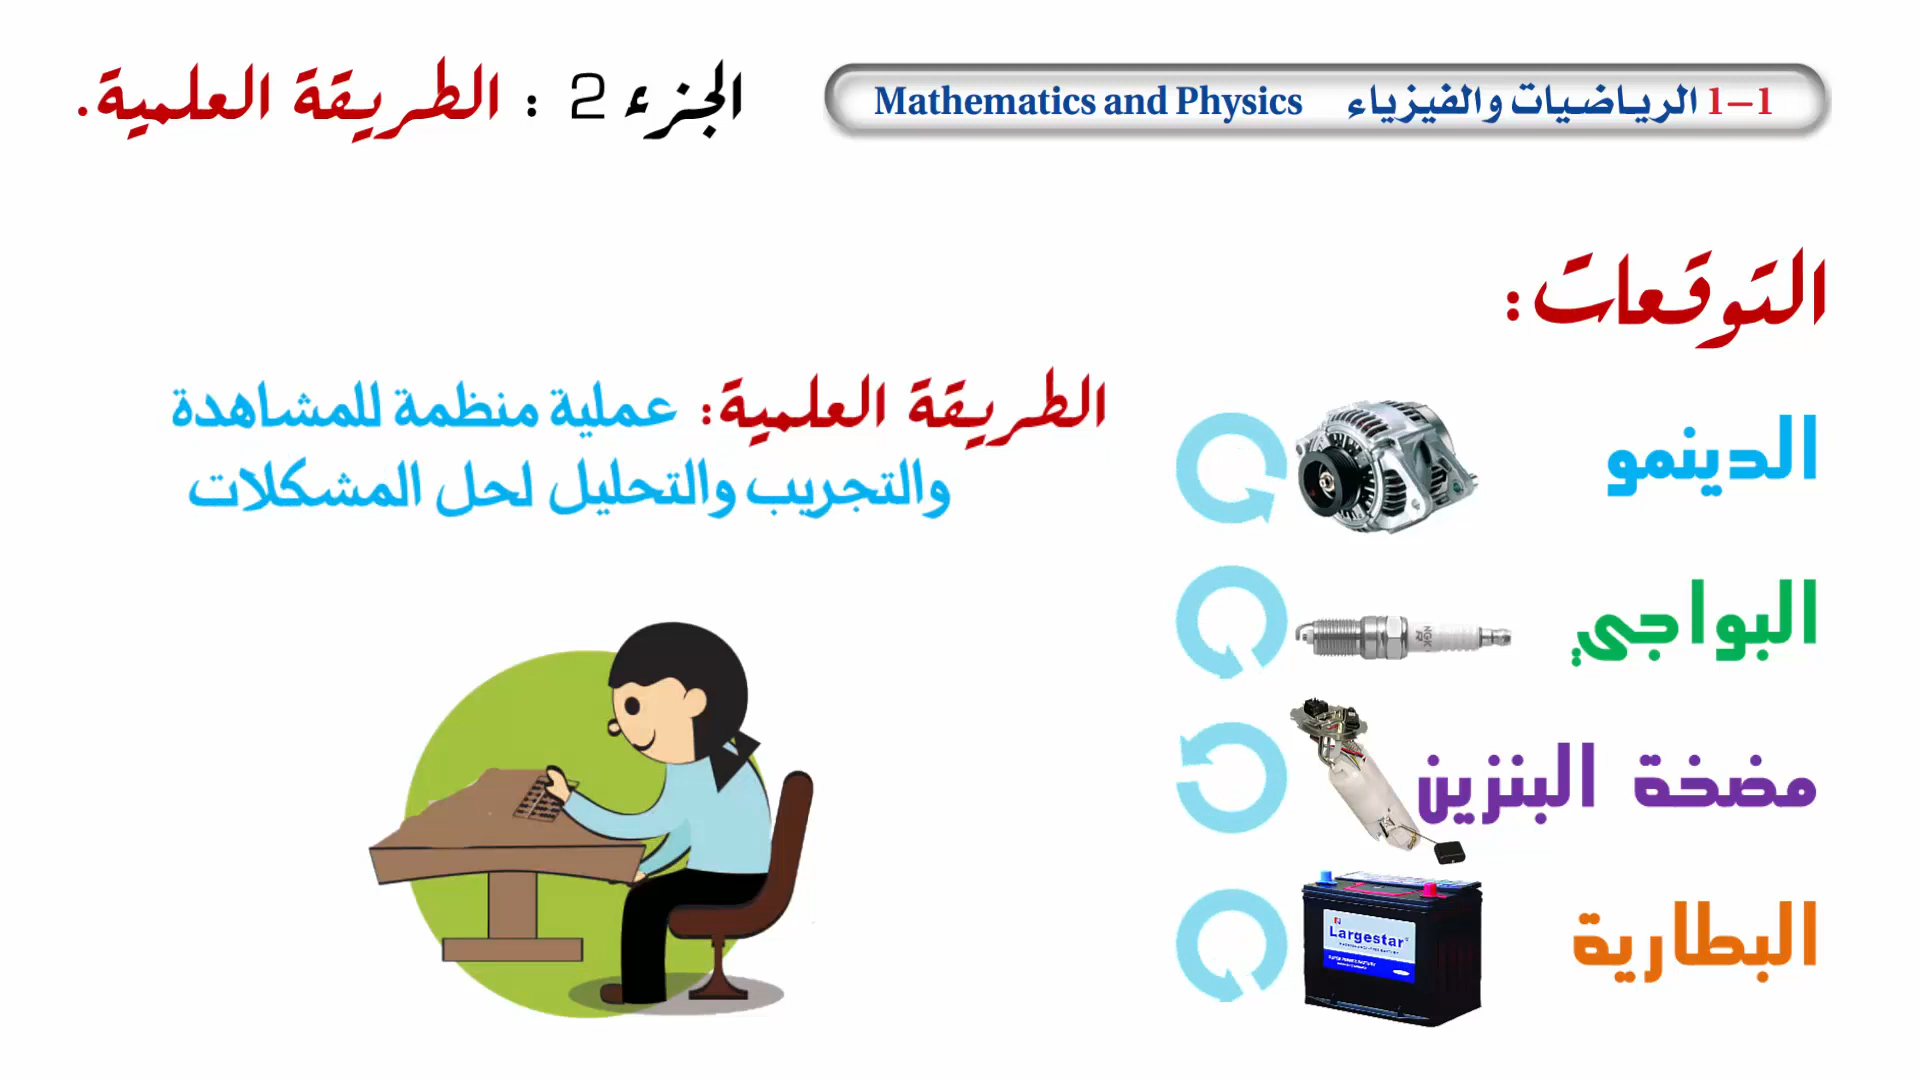 1–1 الرياضيات والفيزياء Mathematics and Physics
الجزء 2 : الطريقة العلمية.
التوقعات:
الدينمو
البواجي
مضخة البنزين
البطارية
الطريقة العلمية: عملية منظمة للمشاهدة
والتجريب والتحليل لحل المشكلات
NGK
R
Largestar